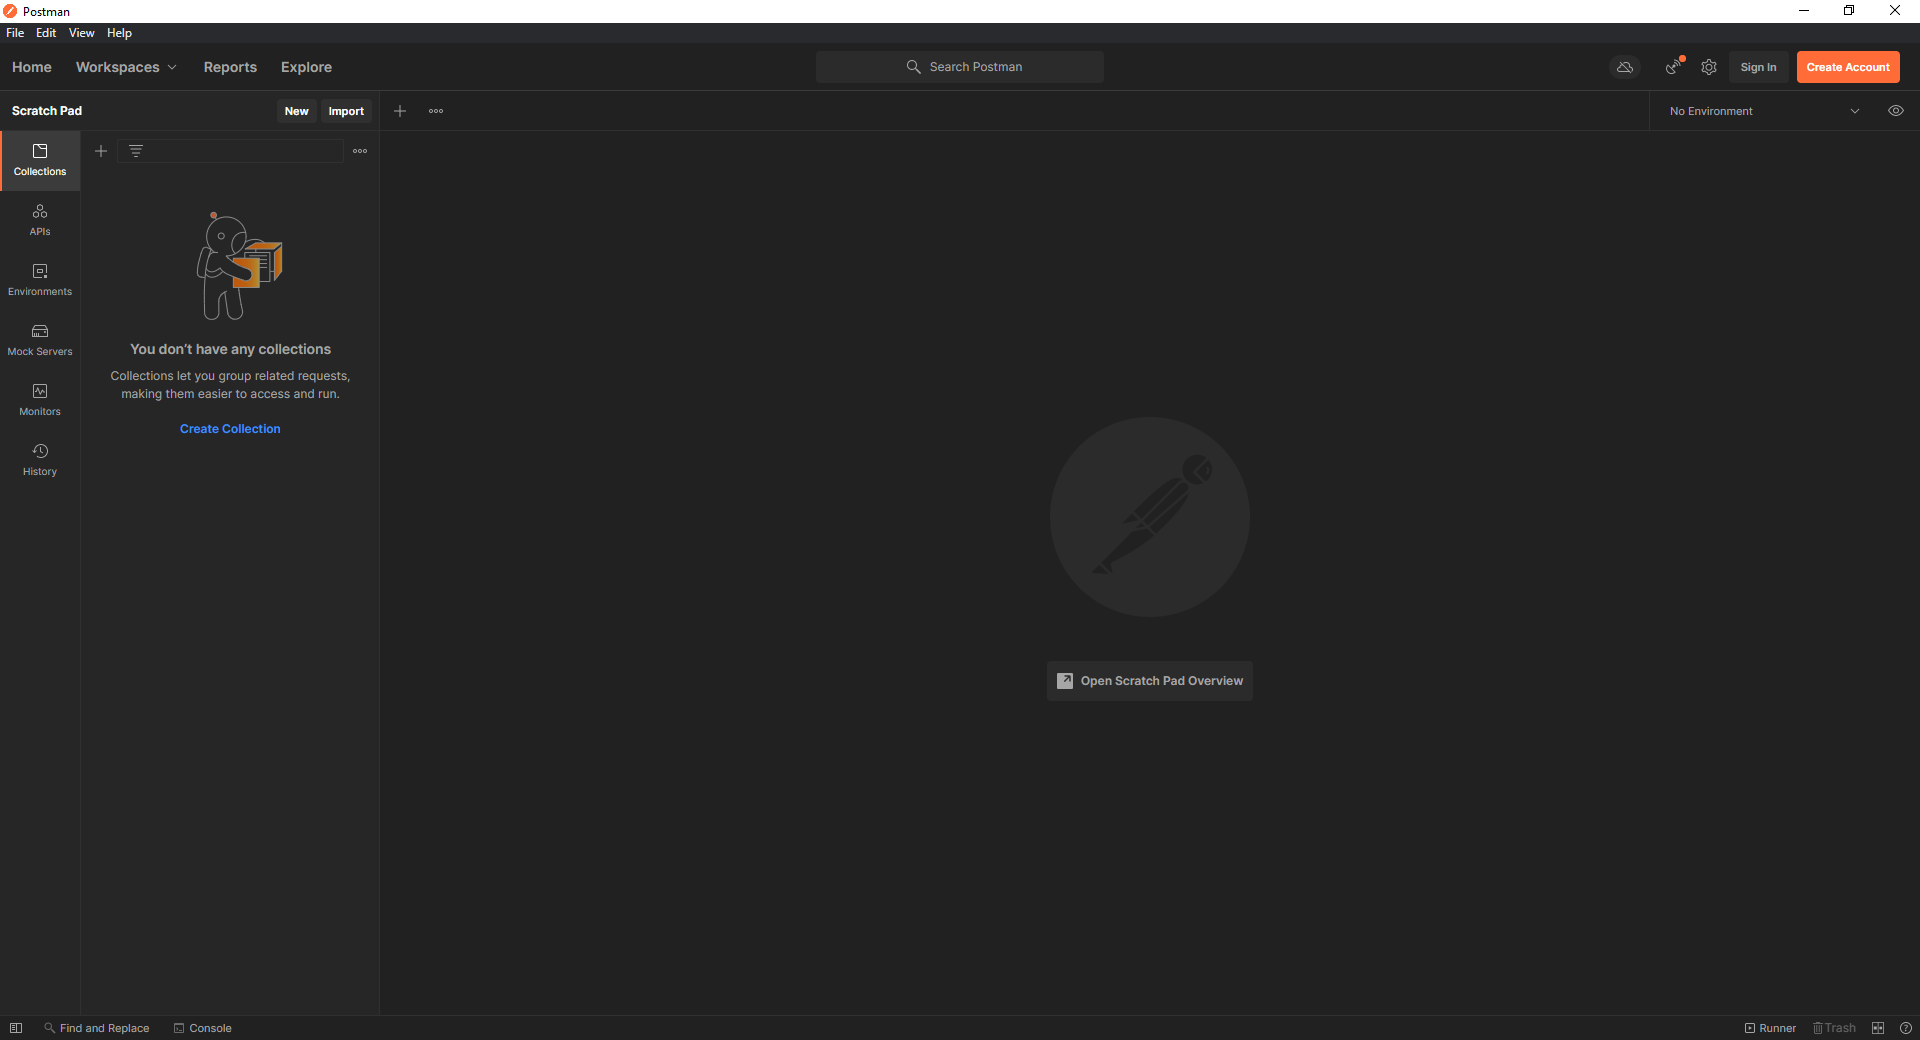 Postman
File Edit View Help
Home Workspaces Reports Explore Search Postman Sign In Create Account
Scratch Pad New Import No Environment
Collections
APIs
Environments
Mock Servers
Monitors
History
You don't have any collections
Collections let you group related requests,
making them easier to access and run.
Create Collection
Open Scratch Pad Overview
Find and Replace Console Runner Trash